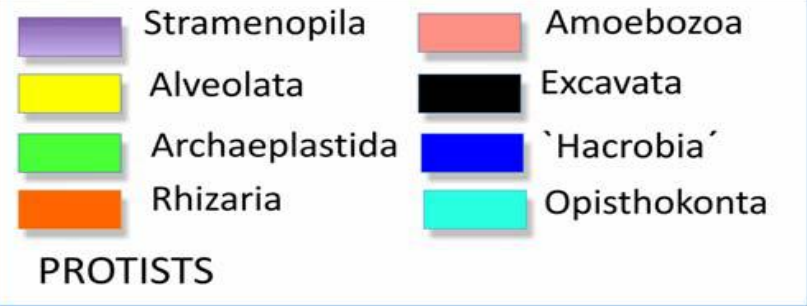 Stramenopila
Alveolata
Archaeplastida
Rhizaria
Amoebozoa
Excavata
`Hacrobia´
Opisthokonta
PROTISTS